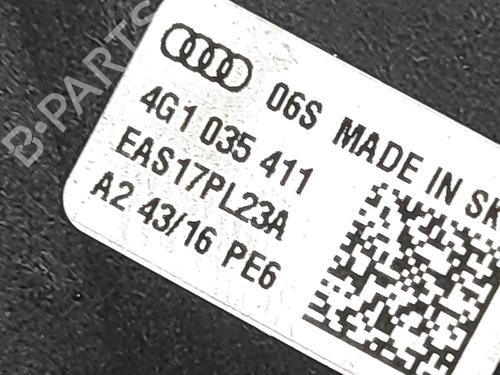 B-PARTS
06S MADE IN SK
4G1 035 411
EAS17PL23A
A2 43/16 PE6